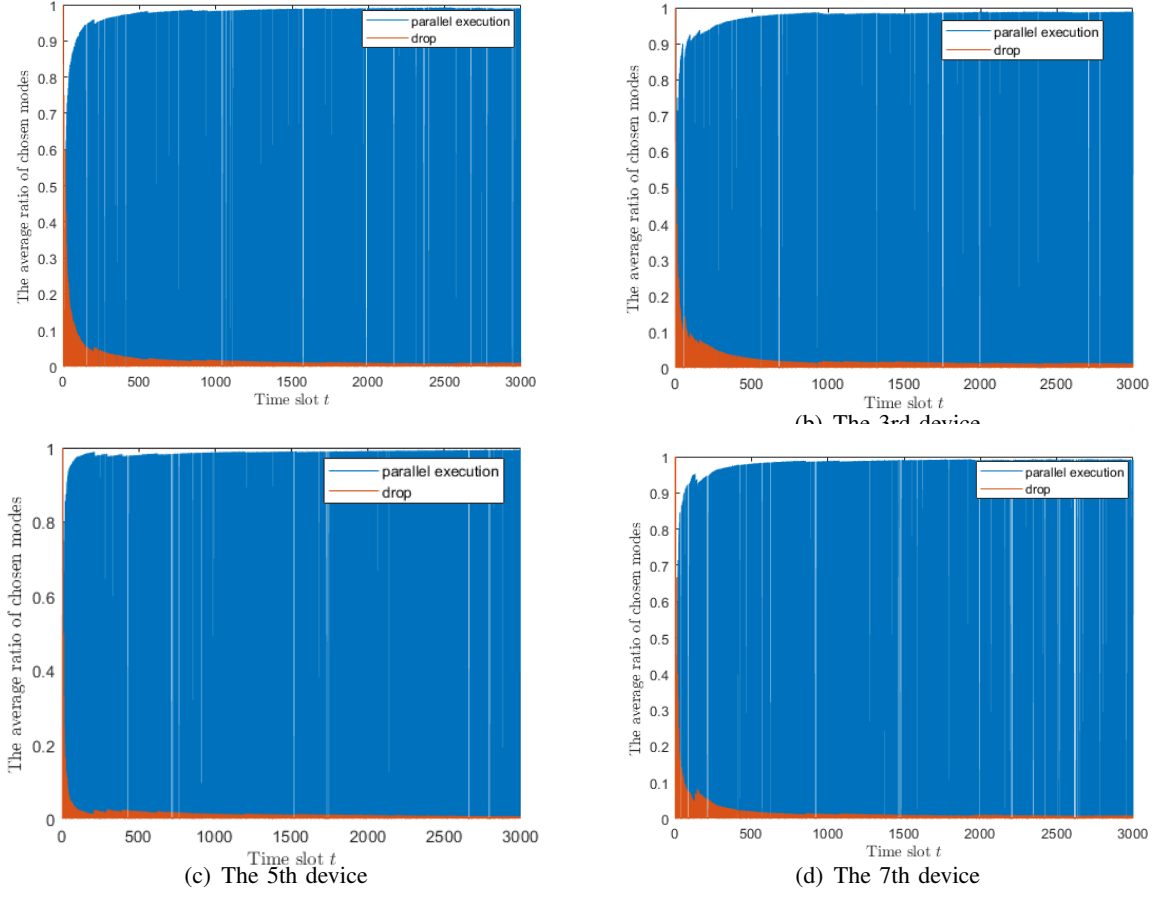 The average ratio of chosen modes
1
0.9
0.8
0.7
0.6
0.5
0.4
0.3
0.2
0.1
0
parallel execution
drop
0 500 1000 1500 2000 2500 3000
Time slot t
The average ratio of chosen modes
1
0.9
0.8
0.7
0.6
0.5
0.4
0.3
0.2
0.1
0
parallel execution
drop
0 500 1000 1500 2000 2500 3000
Time slot t
(b) The 3rd device
The average ratio of chosen modes
1
0.8
0.6
0.4
0.2
0
parallel execution
drop
0 500 1000 1500 2000 2500 3000
Time slot t
(c) The 5th device
The average ratio of chosen modes
1
0.9
0.8
0.7
0.6
0.5
0.4
0.3
0.2
0.1
0
parallel execution
drop
0 500 1000 1500 2000 2500 3000
Time slot t
(d) The 7th device